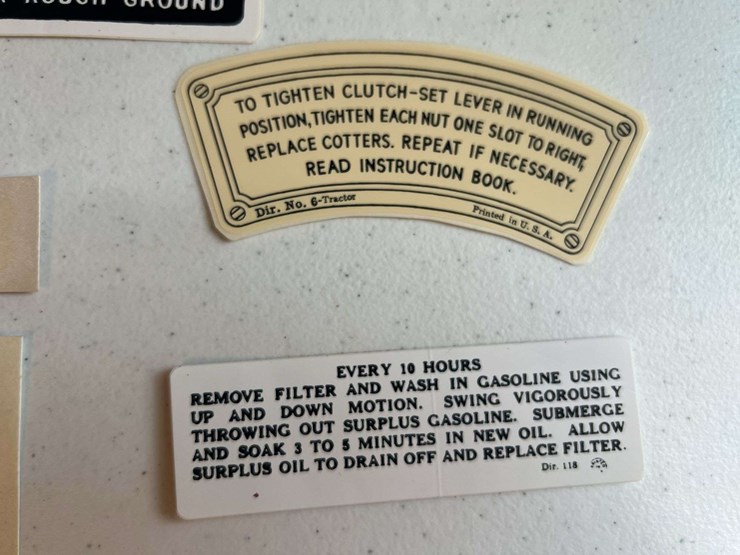 ROUGH GROUND
TO TIGHTEN CLUTCH-SET LEVER IN RUNNING
POSITION, TIGHTEN EACH NUT ONE SLOT TO RIGHT,
REPLACE COTTERS. REPEAT IF NECESSARY.
READ INSTRUCTION BOOK.
Dir. No. 6-Tractor
Printed in U. S. A.
EVERY 10 HOURS
REMOVE FILTER AND WASH IN GASOLINE USING
UP AND DOWN MOTION. SWING VIGOROUSLY
THROWING OUT SURPLUS GASOLINE. SUBMERGE
AND SOAK 3 TO 5 MINUTES IN NEW OIL. ALLOW
SURPLUS OIL TO DRAIN OFF AND REPLACE FILTER.
Dir. 118